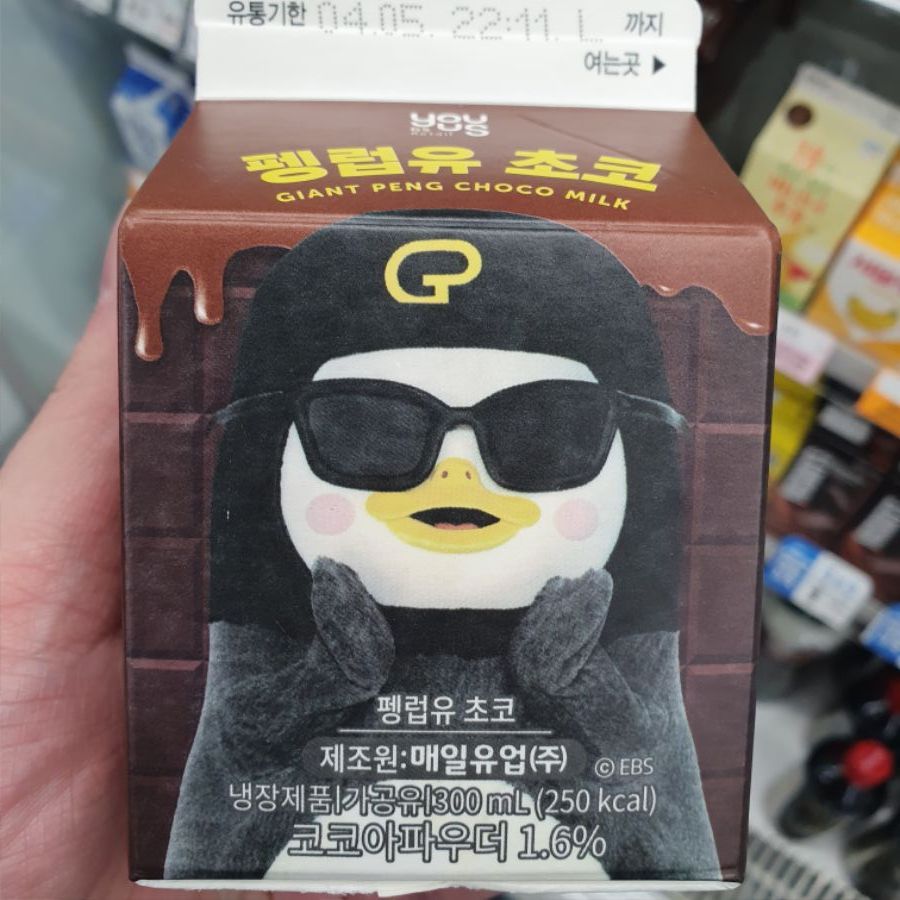 유통기한 04.05. 22:11. L 까지
여는곳 ▶
YOU
US
펭럽유 초코
GIANT PENG CHOCO MILK
펭럽유 초코
제조원:매일유업(주)
© EBS
냉장제품|가공유|300 mL (250 kcal)
코코아파우더 1.6%